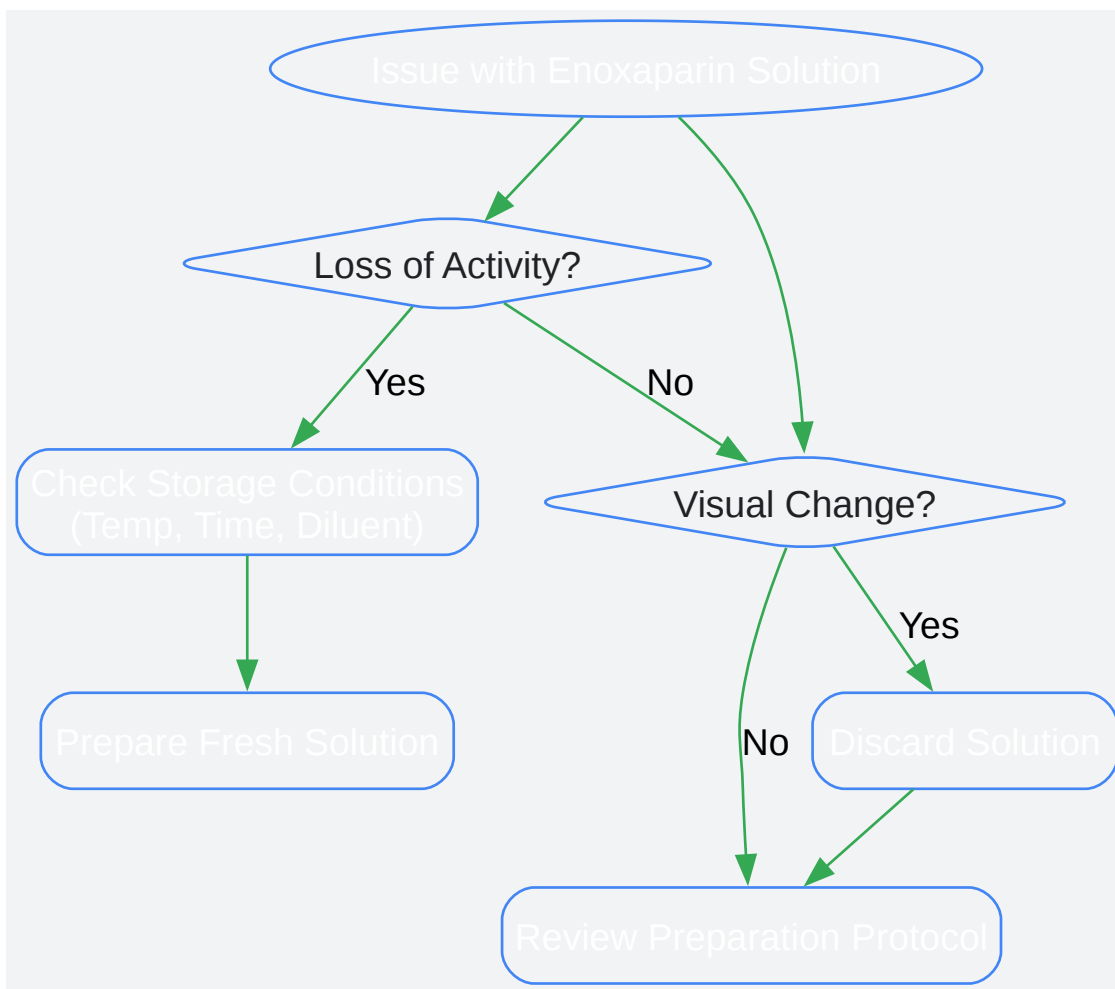 Issue with Enoxaparin Solution
Loss of Activity?
Yes
No
Check Storage Conditions
(Temp, Time, Diluent)
Visual Change?
Yes
Prepare Fresh Solution
No
Discard Solution
Review Preparation Protocol